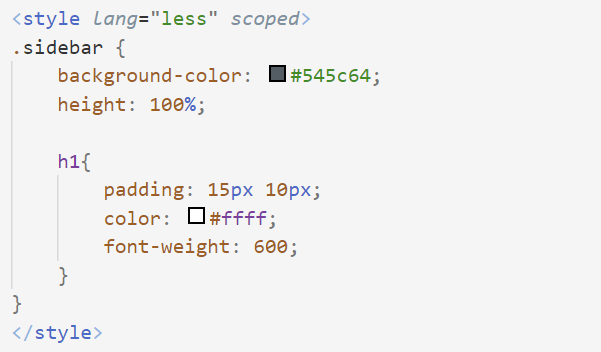 <style lang="less" scoped>
.sidebar {
    background-color: #545c64;
    height: 100%;

    h1{
        padding: 15px 10px;
        color: #ffff;
        font-weight: 600;
    }
}
</style>